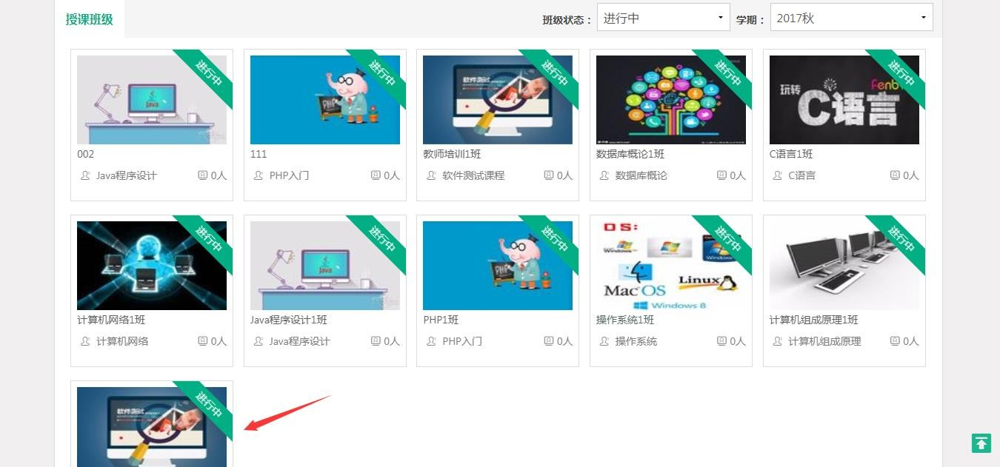 授课班级
班级状态：
进行中
学期：
2017秋
进行中
Java
002
Java程序设计
0人
进行中
PHP
111
PHP入门
0人
进行中
软件测试
教师培训1班
软件测试课程
0人
进行中
数据库概论1班
数据库概论
0人
进行中
玩转
C语言
C语言1班
C语言
0人
进行中
计算机网络1班
计算机网络
0人
进行中
Java
Java程序设计1班
Java程序设计
0人
进行中
PHP
PHP1班
PHP入门
0人
进行中
OS:
Windows
Windows
Mac OS
Linux
Windows 8
操作系统1班
操作系统
0人
进行中
计算机组成原理1班
计算机组成原理
0人
进行中
软件测试